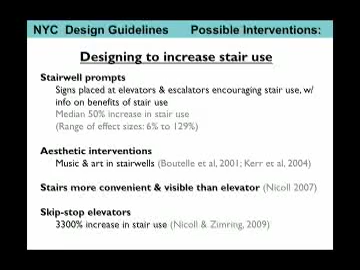 NYC Design Guidelines Possible Interventions:
Designing to increase stair use
Stairwell prompts
Signs placed at elevators & escalators encouraging stair use, w/
info on benefits of stair use
Median 50% increase in stair use
(Range of effect sizes: 6% to 129%)
Aesthetic interventions
Music & art in stairwells (Boutelle et al, 2001; Kerr et al, 2004)
Stairs more convenient & visible than elevator (Nicoll 2007)
Skip-stop elevators
3300% increase in stair use (Nicoll & Zimring, 2009)